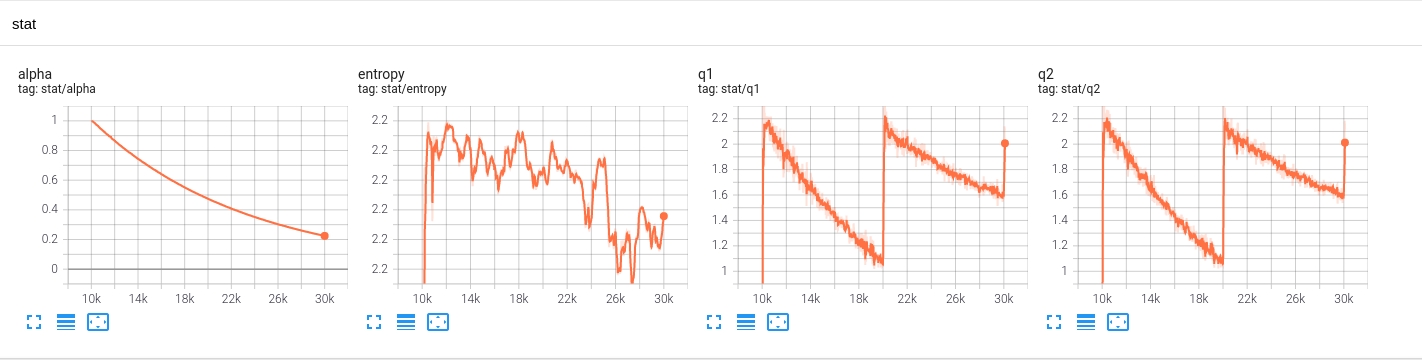 stat
alpha
tag: stat/alpha
1
0.8
0.6
0.4
0.2
0
10k 14k 18k 22k 26k 30k
entropy
tag: stat/entropy
2.2
2.2
2.2
2.2
2.2
2.2
10k 14k 18k 22k 26k 30k
q1
tag: stat/q1
2.2
2
1.8
1.6
1.4
1.2
1
10k 14k 18k 22k 26k 30k
q2
tag: stat/q2
2.2
2
1.8
1.6
1.4
1.2
1
10k 14k 18k 22k 26k 30k